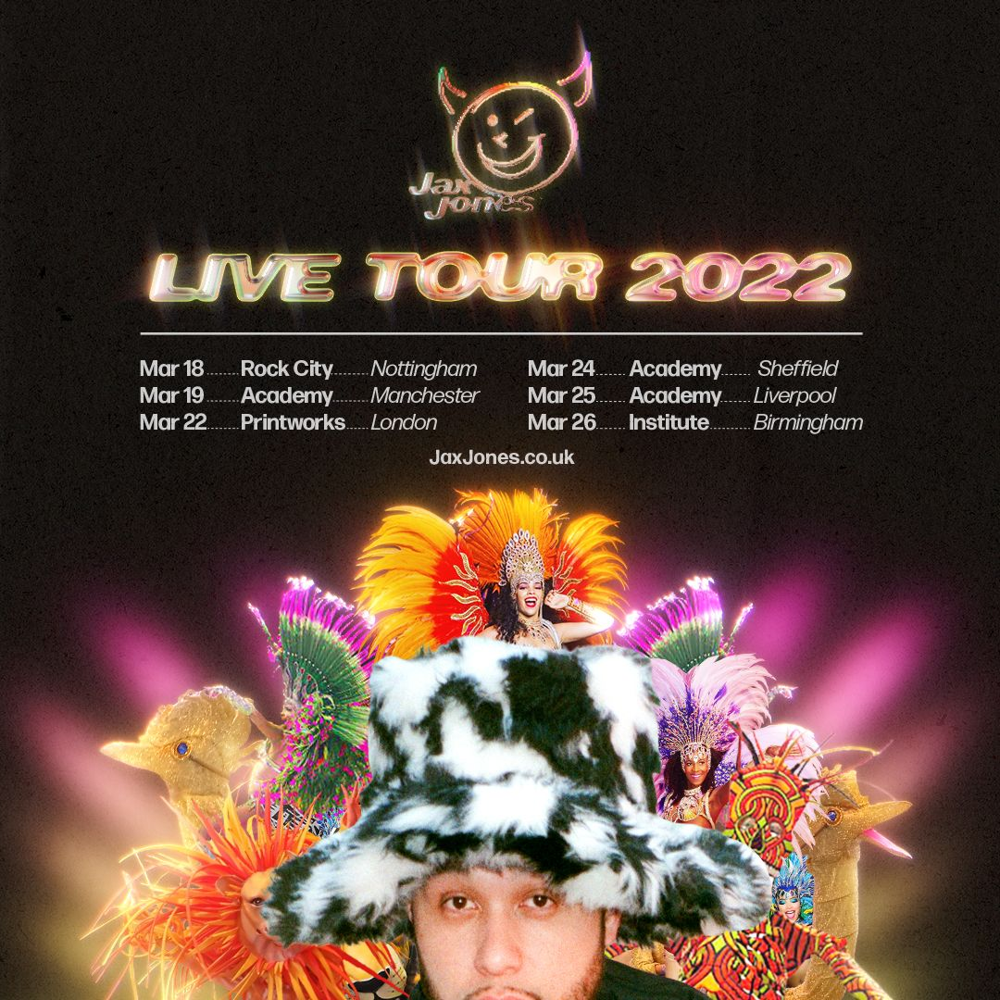 Jax
Jones
LIVE TOUR 2022
Mar 18 ........ Rock City ........ Nottingham
Mar 19 ........ Academy ........ Manchester
Mar 22 ........ Printworks ..... London
Mar 24 ....... Academy ....... Sheffield
Mar 25 ....... Academy ....... Liverpool
Mar 26 ....... Institute .......... Birmingham
JaxJones.co.uk